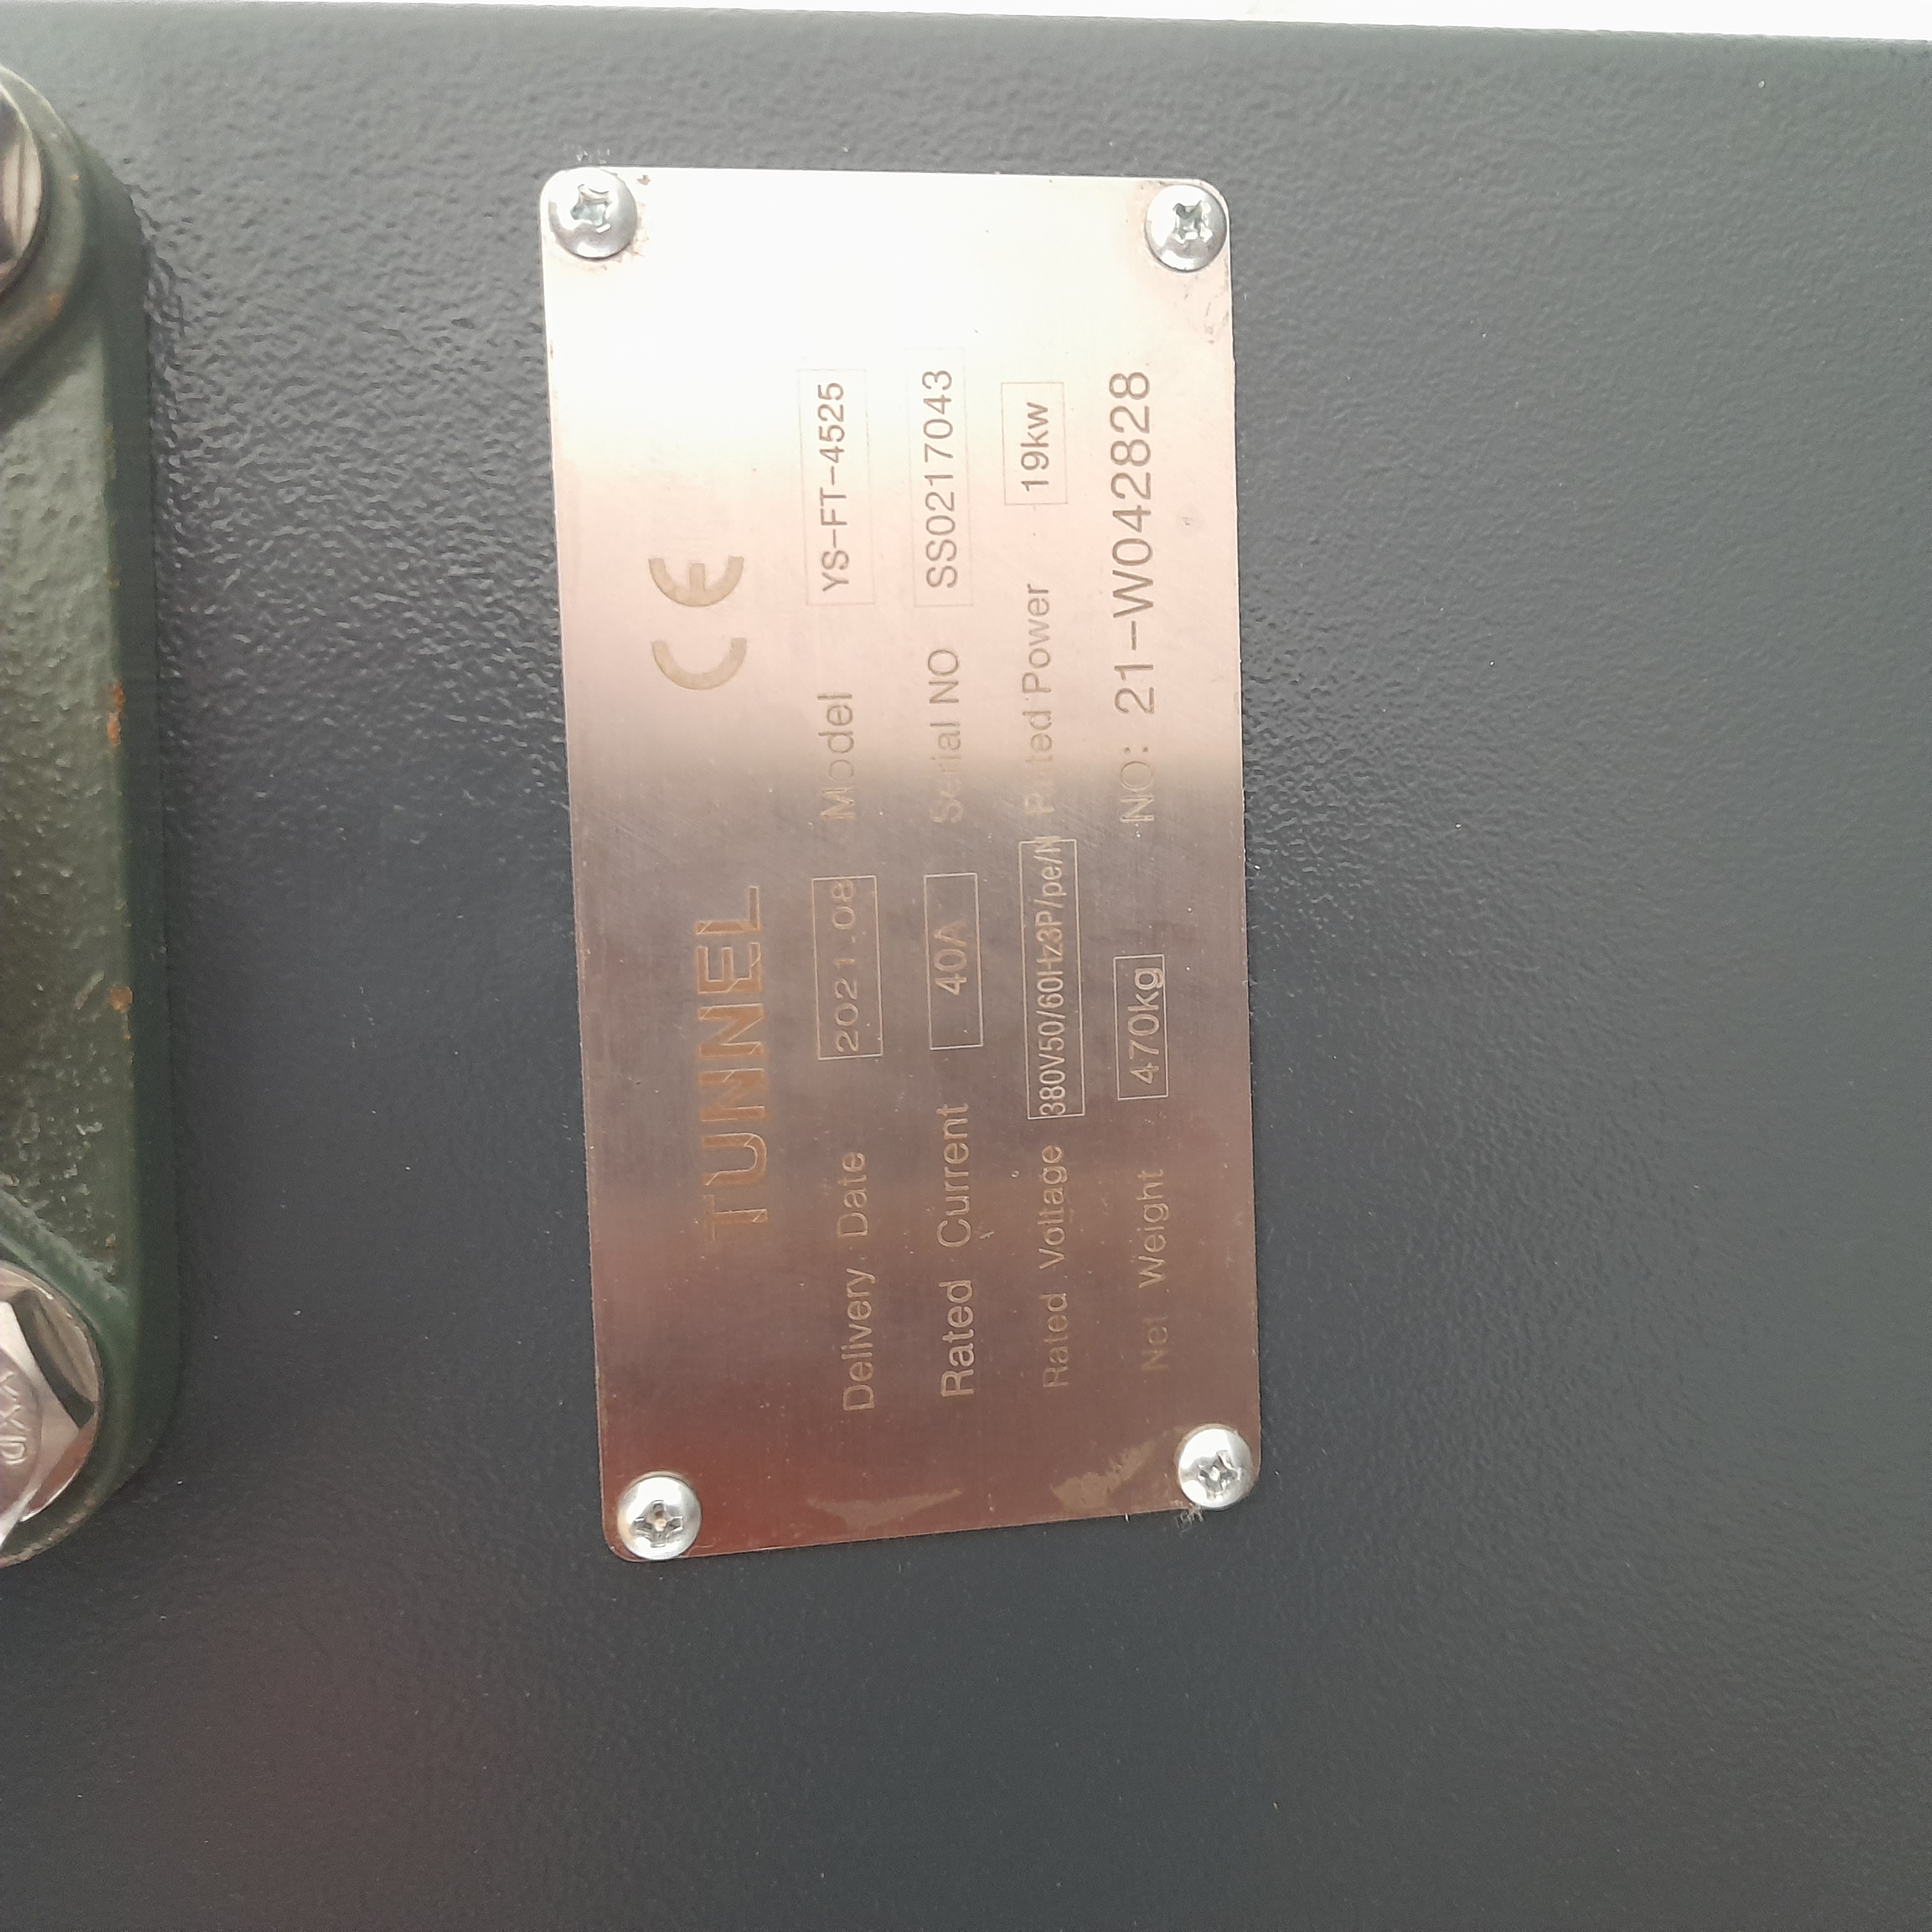 TUNNEL CE
Delivery Date 2021.08 Model YS-FT-4525
Rated Current 40A Serial NO SS0217043
Rated Voltage 380V50/60Hz3P/pe/N Rated Power 19kw
Net Weight 470kg NO: 21-W042828